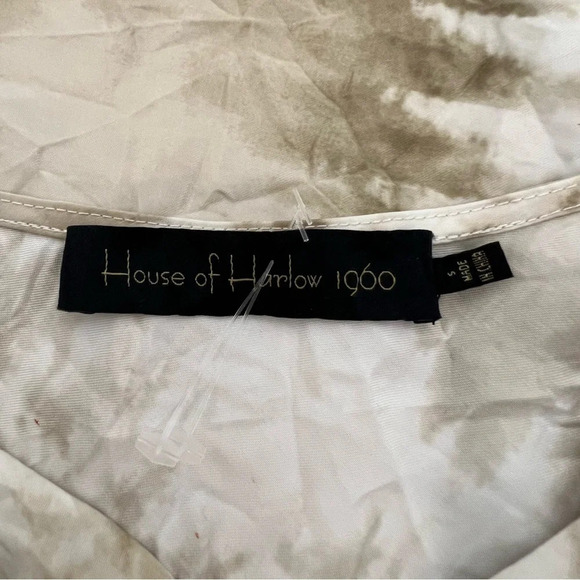 House of Harlow 1960
S
MADE
IN CHINA